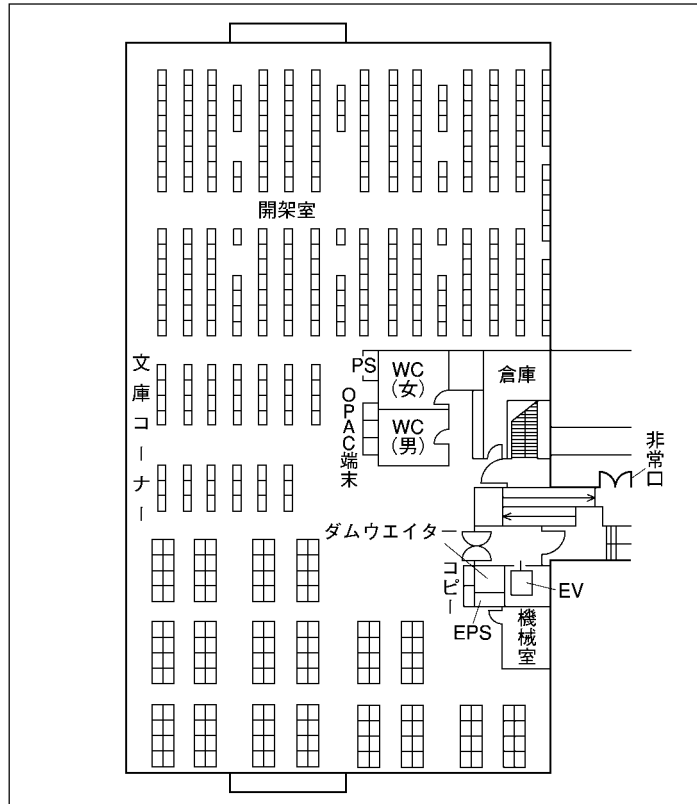 開架室
文庫コーナー
PS
WC
(女)
倉庫
OPAC端末
WC
(男)
非常口
ダムウエイター
コピー
EV
EPS
機械室